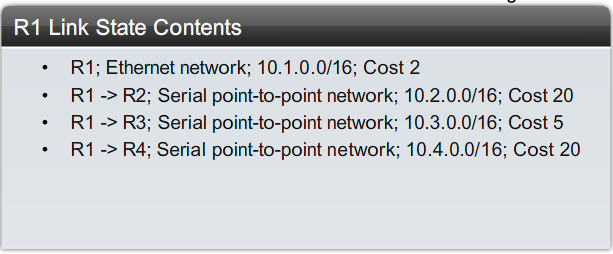 R1 Link State Contents
• R1; Ethernet network; 10.1.0.0/16; Cost 2
• R1 -> R2; Serial point-to-point network; 10.2.0.0/16; Cost 20
• R1 -> R3; Serial point-to-point network; 10.3.0.0/16; Cost 5
• R1 -> R4; Serial point-to-point network; 10.4.0.0/16; Cost 20